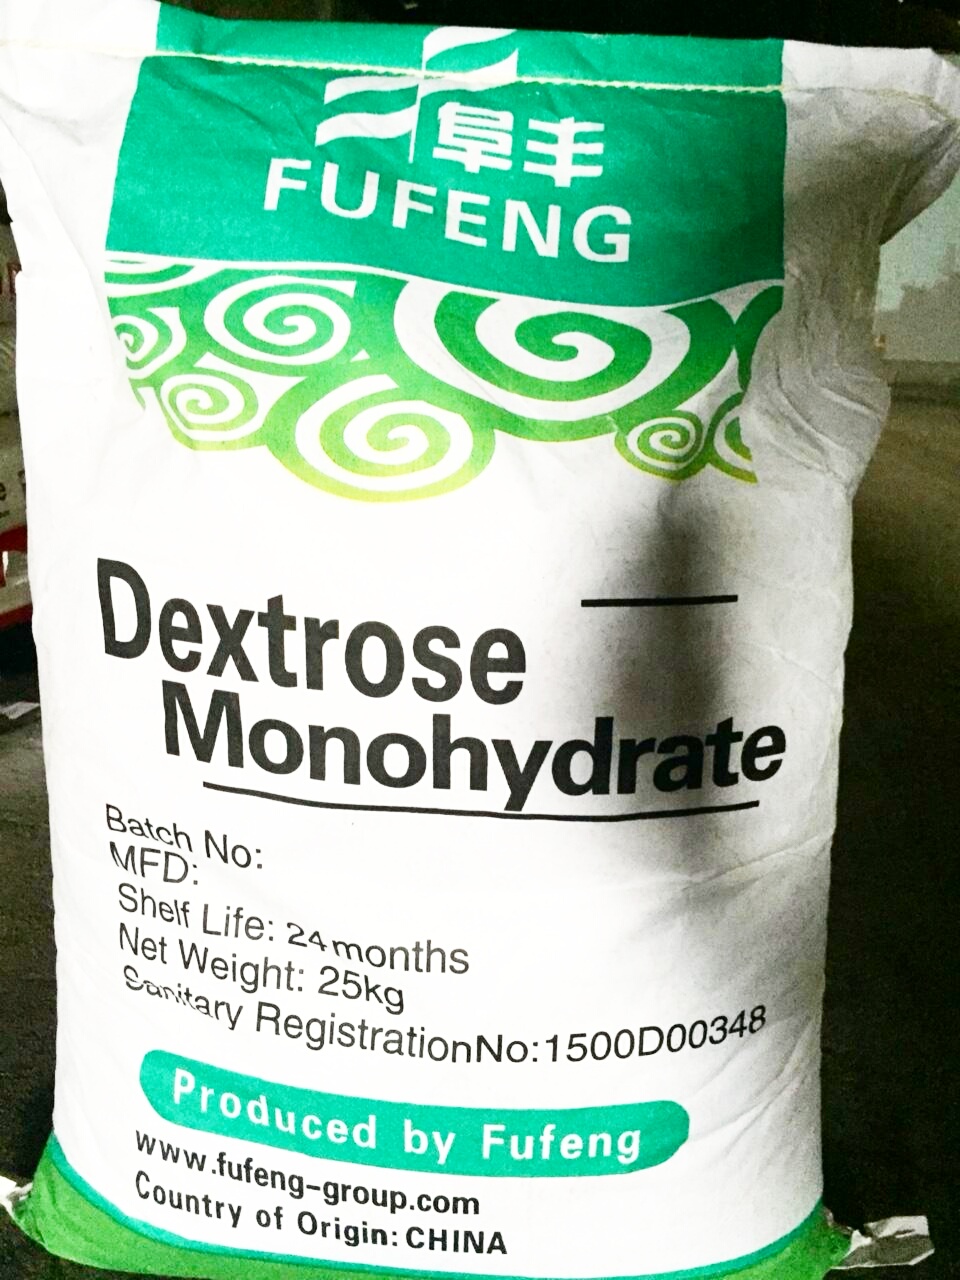 阜丰
FUFENG
Dextrose
Monohydrate
Batch No:
MFD:
Shelf Life: 24months
Net Weight: 25kg
Sanitary RegistrationNo:1500D00348
Produced by Fufeng
www.fufeng-group.com
Country of Origin: CHINA